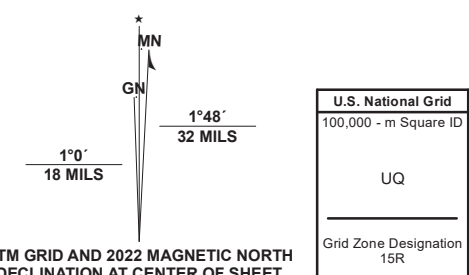 ★
MN
GN
1°48´
32 MILS
1°0´
18 MILS
TM GRID AND 2022 MAGNETIC NORTH
DECLINATION AT CENTER OF SHEET
U.S. National Grid
100,000 - m Square ID
UQ
Grid Zone Designation
15R